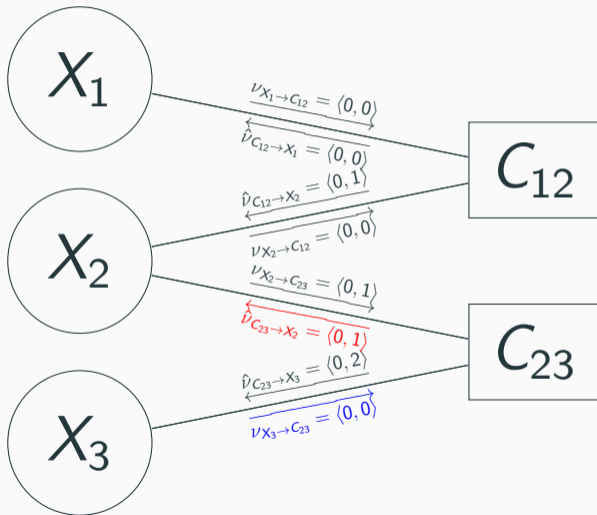 X₁
ν_{X₁→C₁₂} = ⟨0, 0⟩
ν̂_{C₁₂→X₁} = ⟨0, 0⟩
C₁₂
ν̂_{C₁₂→X₂} = ⟨0, 1⟩
ν_{X₂→C₁₂} = ⟨0, 0⟩
X₂
ν_{X₂→C₂₃} = ⟨0, 1⟩
ν̂_{C₂₃→X₂} = ⟨0, 1⟩
C₂₃
ν̂_{C₂₃→X₃} = ⟨0, 2⟩
ν_{X₃→C₂₃} = ⟨0, 0⟩
X₃